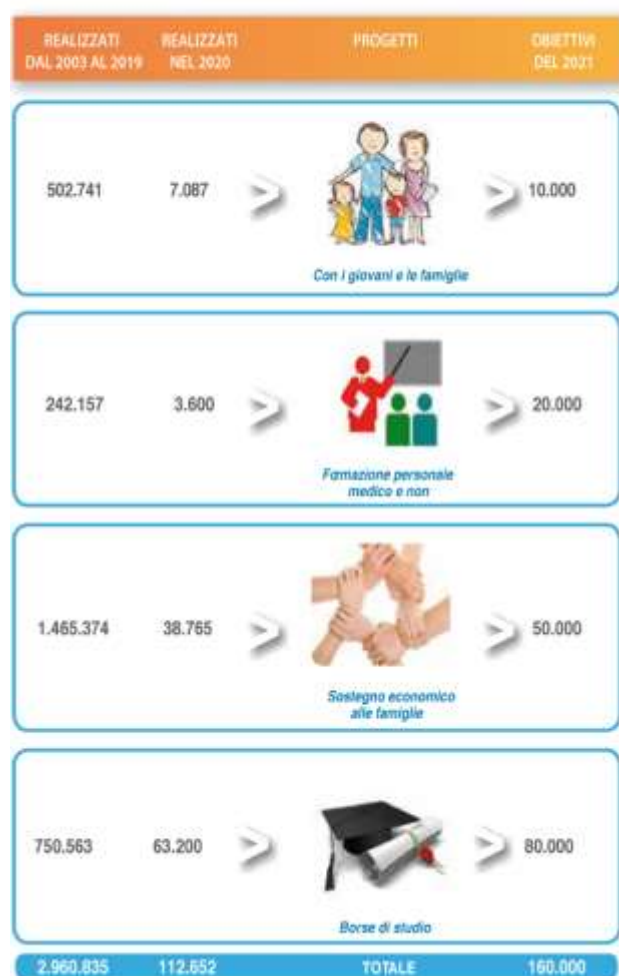 REALIZZATI DAL 2003 AL 2019
REALIZZATI NEL 2020
PROGETTI
OBIETTIVI DEL 2021
502.741 7.087 > > 10.000
Con i giovani e le famiglie
242.157 3.600 > > 20.000
Formazione personale
medico e non
1.465.374 38.765 > > 50.000
Sostegno economico
alle famiglie
750.563 63.200 > > 80.000
Borse di studio
2.960.835 112.652 TOTALE 160.000